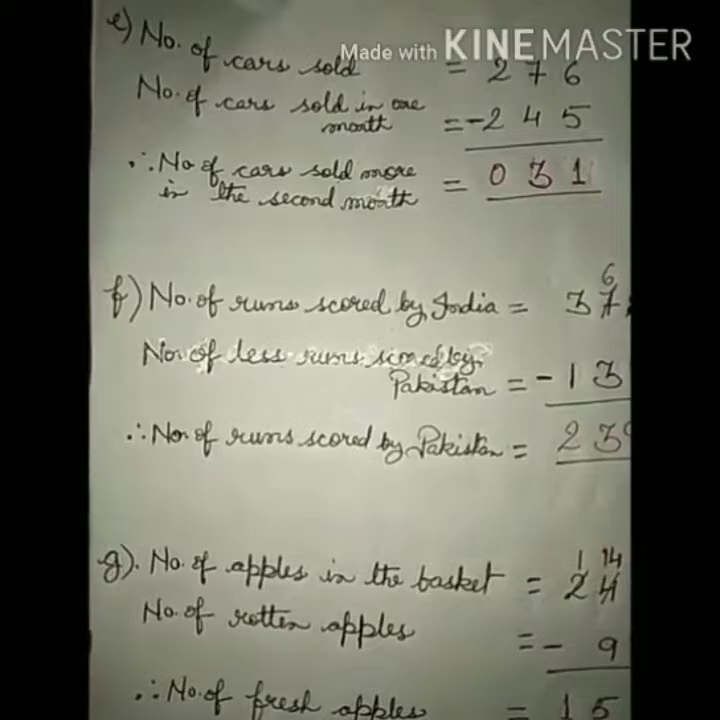 Made with KINEMASTER
e) No. of cars sold = 2 7 6
No. of cars sold in one
month = - 2 4 5
∴ No of cars sold more
in the second month = 0 3 1
6
f) No. of runs scored by India = 3 7
No. of less runs scored by
Pakistan = - 1 3
∴ No. of runs scored by Pakistan = 2 3
1 14
g). No. of apples in the basket = 2 4
No. of rotten apples = - 9
∴ No. of fresh apples = 1 5